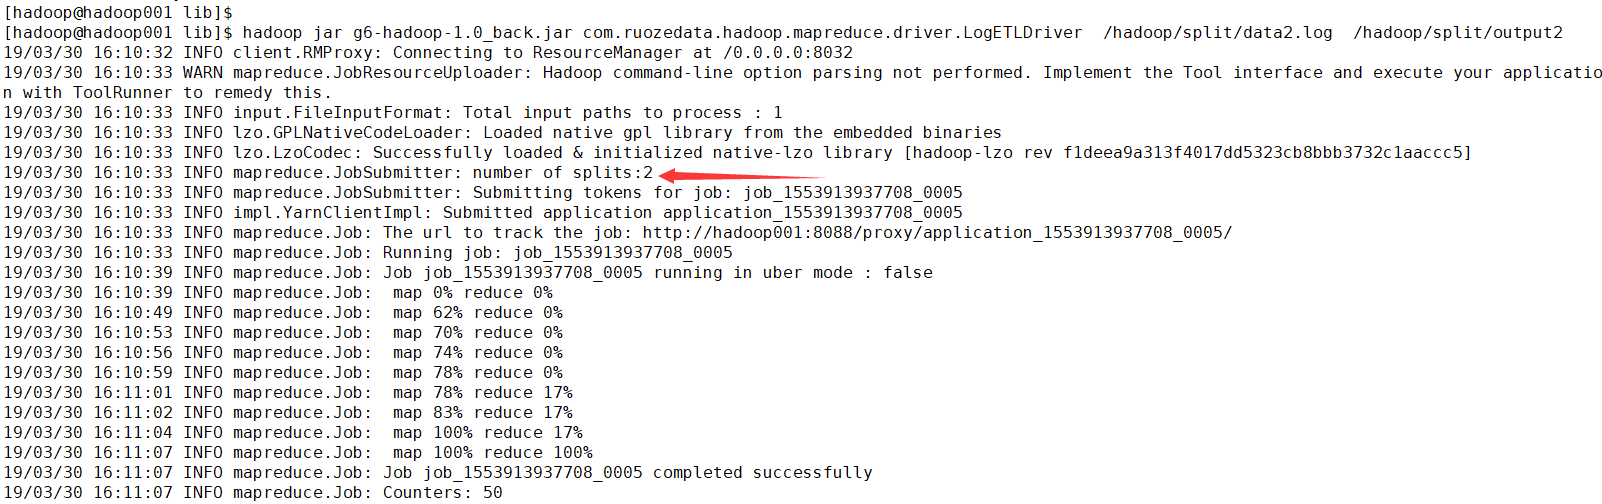 [hadoop@hadoop001 lib]$
[hadoop@hadoop001 lib]$ hadoop jar g6-hadoop-1.0_back.jar com.ruozedata.hadoop.mapreduce.driver.LogETLDriver  /hadoop/split/data2.log  /hadoop/split/output2
19/03/30 16:10:32 INFO client.RMProxy: Connecting to ResourceManager at /0.0.0.0:8032
19/03/30 16:10:33 WARN mapreduce.JobResourceUploader: Hadoop command-line option parsing not performed. Implement the Tool interface and execute your applicatio
n with ToolRunner to remedy this.
19/03/30 16:10:33 INFO input.FileInputFormat: Total input paths to process : 1
19/03/30 16:10:33 INFO lzo.GPLNativeCodeLoader: Loaded native gpl library from the embedded binaries
19/03/30 16:10:33 INFO lzo.LzoCodec: Successfully loaded & initialized native-lzo library [hadoop-lzo rev f1deea9a313f4017dd5323cb8bbb3732c1aaccc5]
19/03/30 16:10:33 INFO mapreduce.JobSubmitter: number of splits:2
19/03/30 16:10:33 INFO mapreduce.JobSubmitter: Submitting tokens for job: job_1553913937708_0005
19/03/30 16:10:33 INFO impl.YarnClientImpl: Submitted application application_1553913937708_0005
19/03/30 16:10:33 INFO mapreduce.Job: The url to track the job: http://hadoop001:8088/proxy/application_1553913937708_0005/
19/03/30 16:10:33 INFO mapreduce.Job: Running job: job_1553913937708_0005
19/03/30 16:10:39 INFO mapreduce.Job: Job job_1553913937708_0005 running in uber mode : false
19/03/30 16:10:39 INFO mapreduce.Job:  map 0% reduce 0%
19/03/30 16:10:49 INFO mapreduce.Job:  map 62% reduce 0%
19/03/30 16:10:53 INFO mapreduce.Job:  map 70% reduce 0%
19/03/30 16:10:56 INFO mapreduce.Job:  map 74% reduce 0%
19/03/30 16:10:59 INFO mapreduce.Job:  map 78% reduce 0%
19/03/30 16:11:01 INFO mapreduce.Job:  map 78% reduce 17%
19/03/30 16:11:02 INFO mapreduce.Job:  map 83% reduce 17%
19/03/30 16:11:04 INFO mapreduce.Job:  map 100% reduce 17%
19/03/30 16:11:07 INFO mapreduce.Job:  map 100% reduce 100%
19/03/30 16:11:07 INFO mapreduce.Job: Job job_1553913937708_0005 completed successfully
19/03/30 16:11:07 INFO mapreduce.Job: Counters: 50